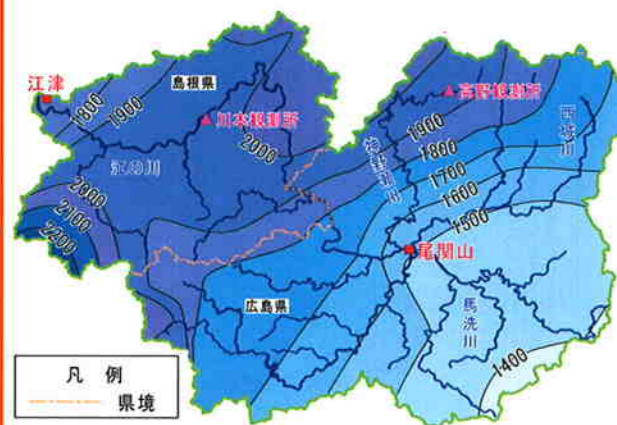 江津
島根県
高野観測所
川本観測所
1800
1900
2000
1900
1800
1700
1600
1500
西城川
神野瀬川
江の川
2000
2100
2200
尾関山
広島県
馬洗川
1400
凡例
県境